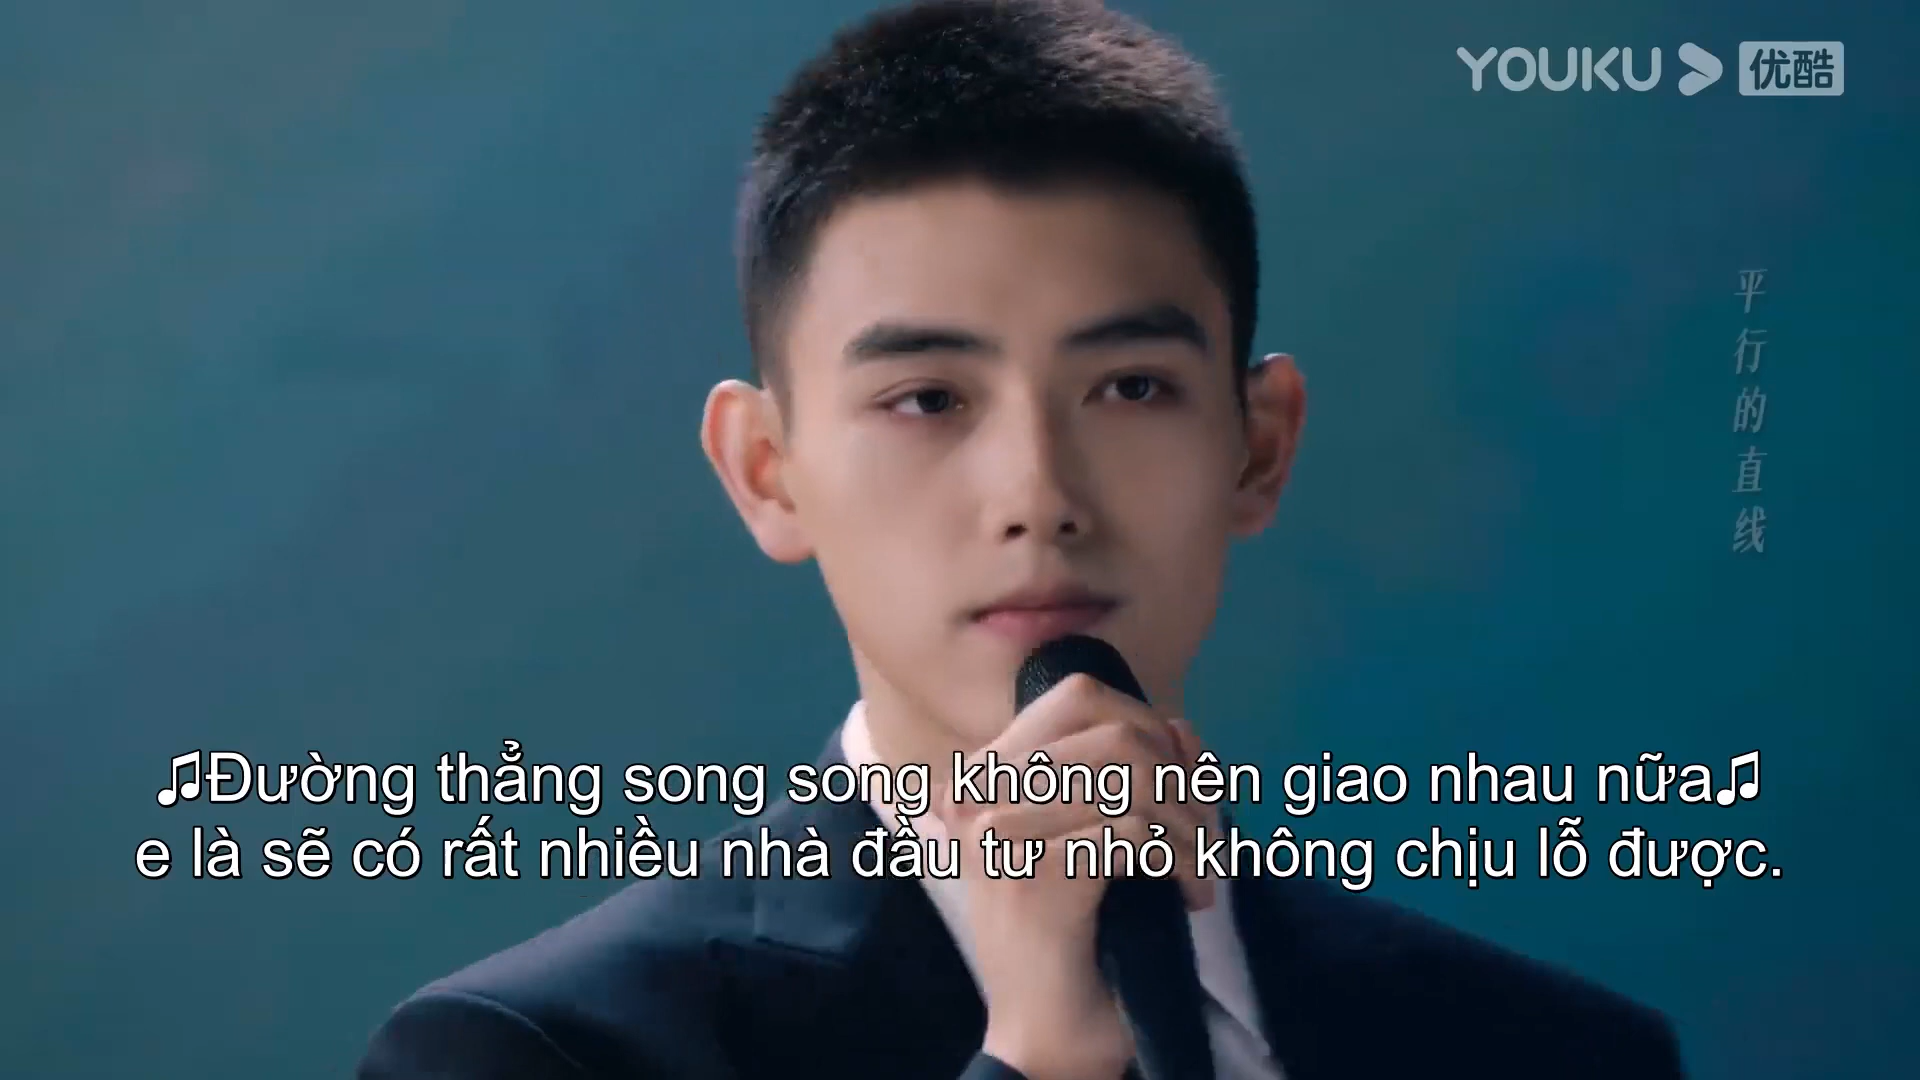 YOUKU 优酷
平行的直线
♫Đường thẳng song song không nên giao nhau nữa♫
e là sẽ có rất nhiều nhà đầu tư nhỏ không chịu lỗ được.